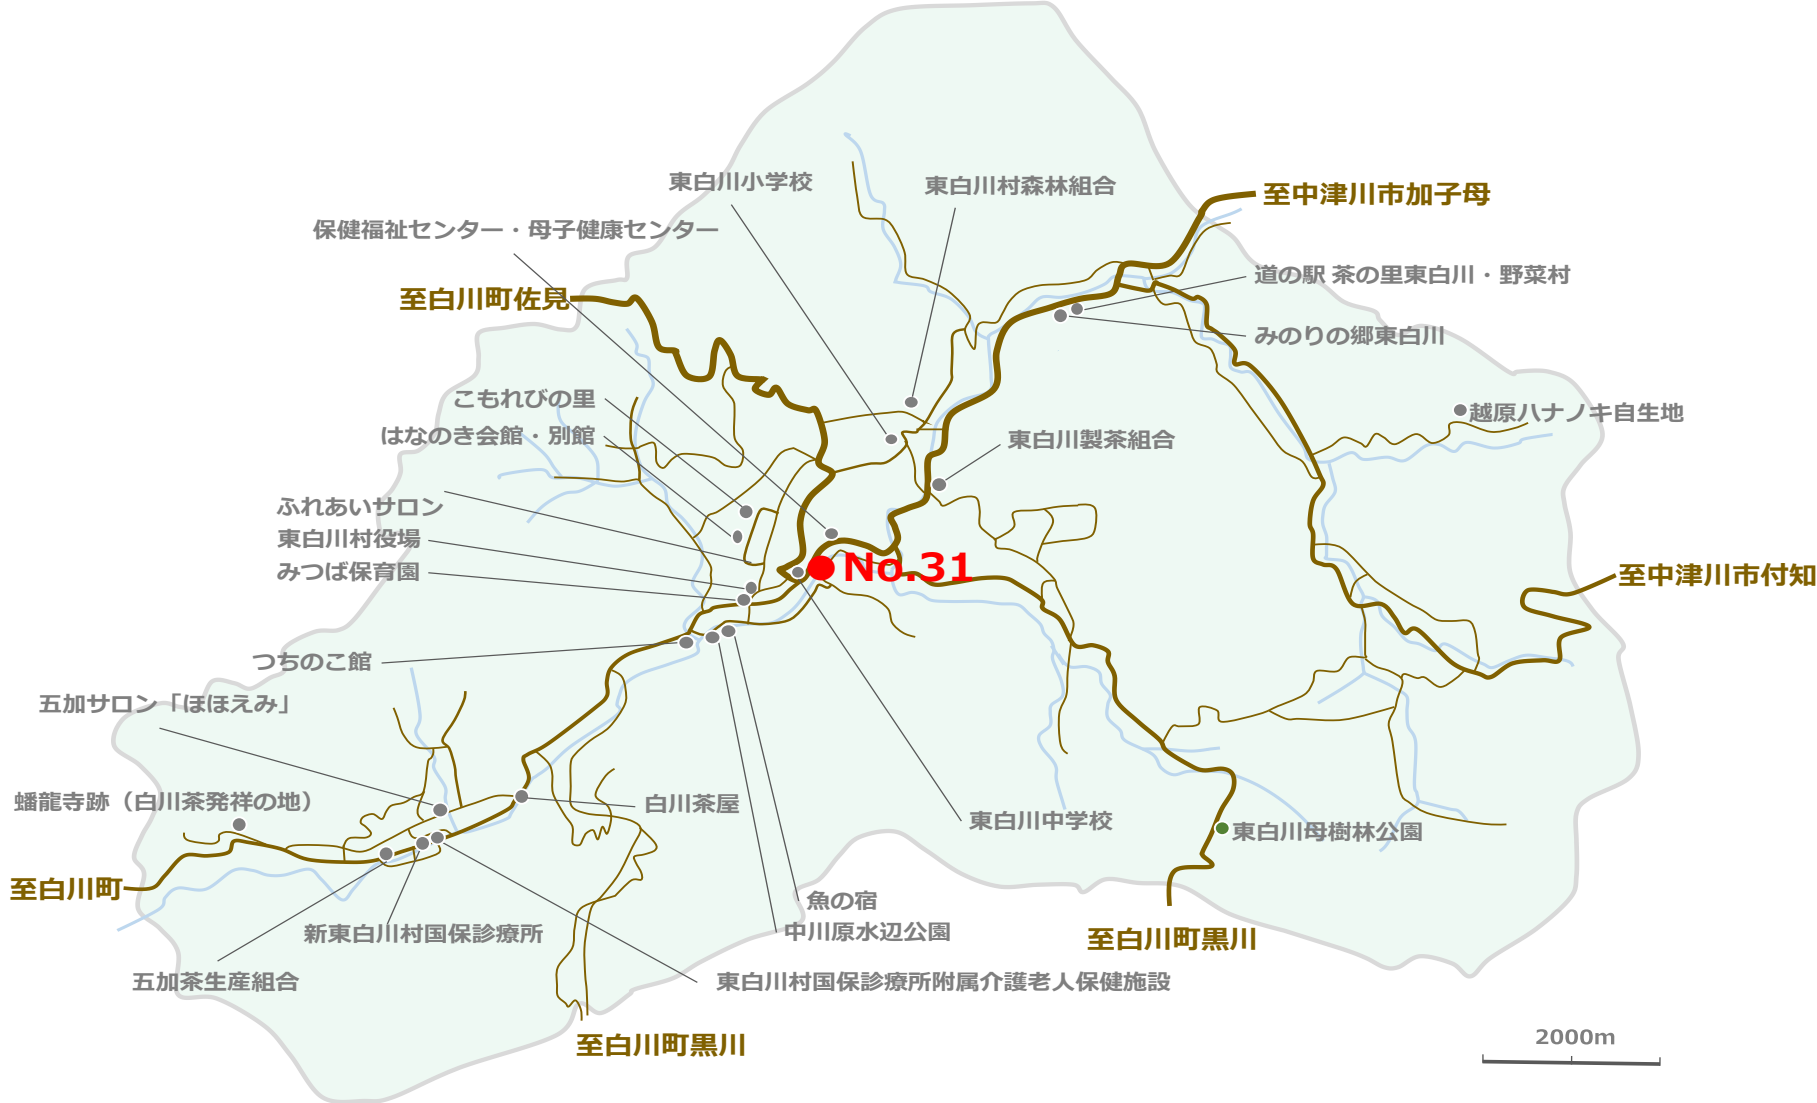 東白川小学校
東白川村森林組合
至中津川市加子母
保健福祉センター・母子健康センター
道の駅 茶の里東白川・野菜村
至白川町佐見
みのりの郷東白川
こもれびの里
越原ハナノキ自生地
はなのき会館・別館
東白川製茶組合
ふれあいサロン
東白川村役場
みつば保育園
No.31
至中津川市付知
つちのこ館
五加サロン「ほほえみ」
蟠龍寺跡（白川茶発祥の地）
白川茶屋
東白川中学校
東白川母樹林公園
至白川町
魚の宿
新東白川村国保診療所
中川原水辺公園
至白川町黒川
五加茶生産組合
東白川村国保診療所附属介護老人保健施設
至白川町黒川
2000m